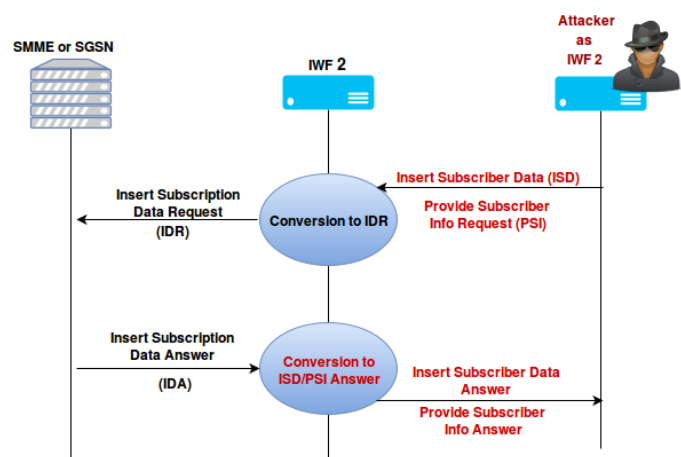 SMME or SGSN
IWF 2
Attacker
as
IWF 2
Insert Subscriber Data (ISD)
Provide Subscriber
Info Request (PSI)
Conversion to IDR
Insert Subscription
Data Request
(IDR)
Insert Subscription
Data Answer
(IDA)
Conversion to
ISD/PSI Answer
Insert Subscriber Data
Answer
Provide Subscriber
Info Answer